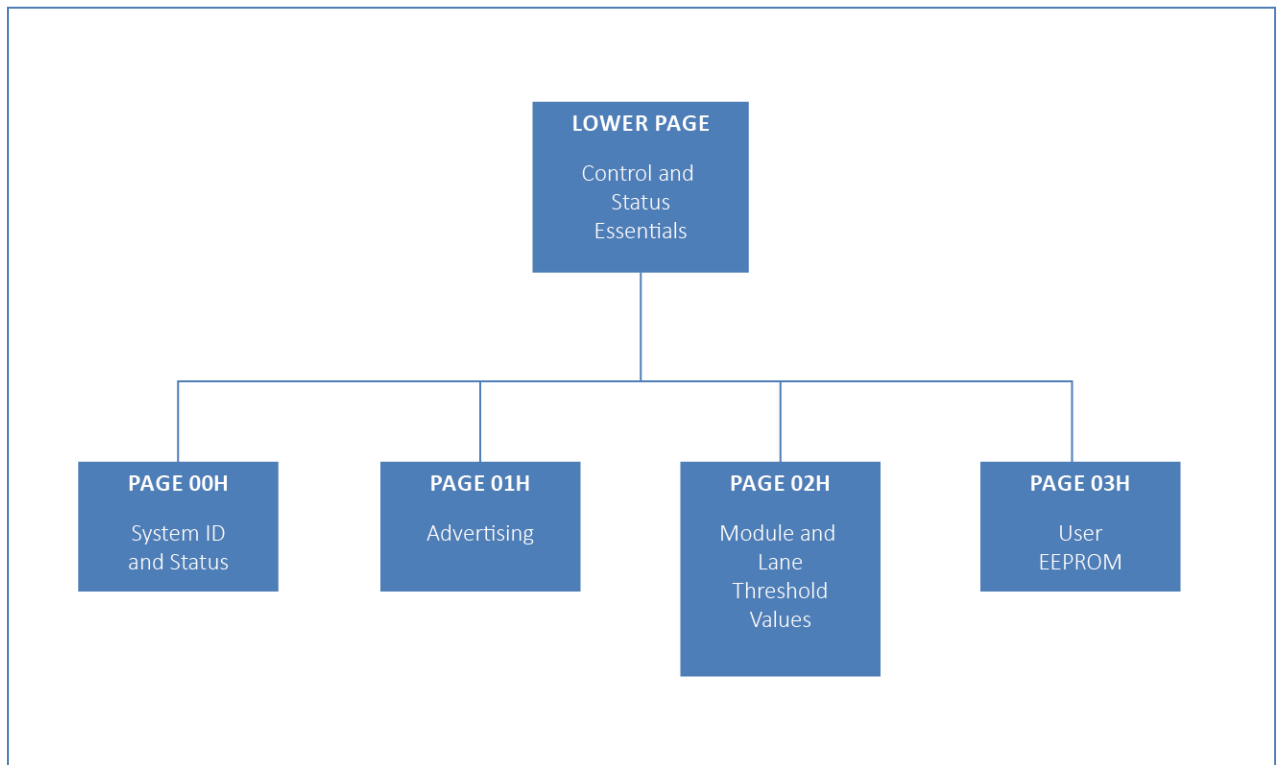 LOWER PAGE
Control and
Status
Essentials
PAGE 00H
System ID
and Status
PAGE 01H
Advertising
PAGE 02H
Module and
Lane
Threshold
Values
PAGE 03H
User
EEPROM